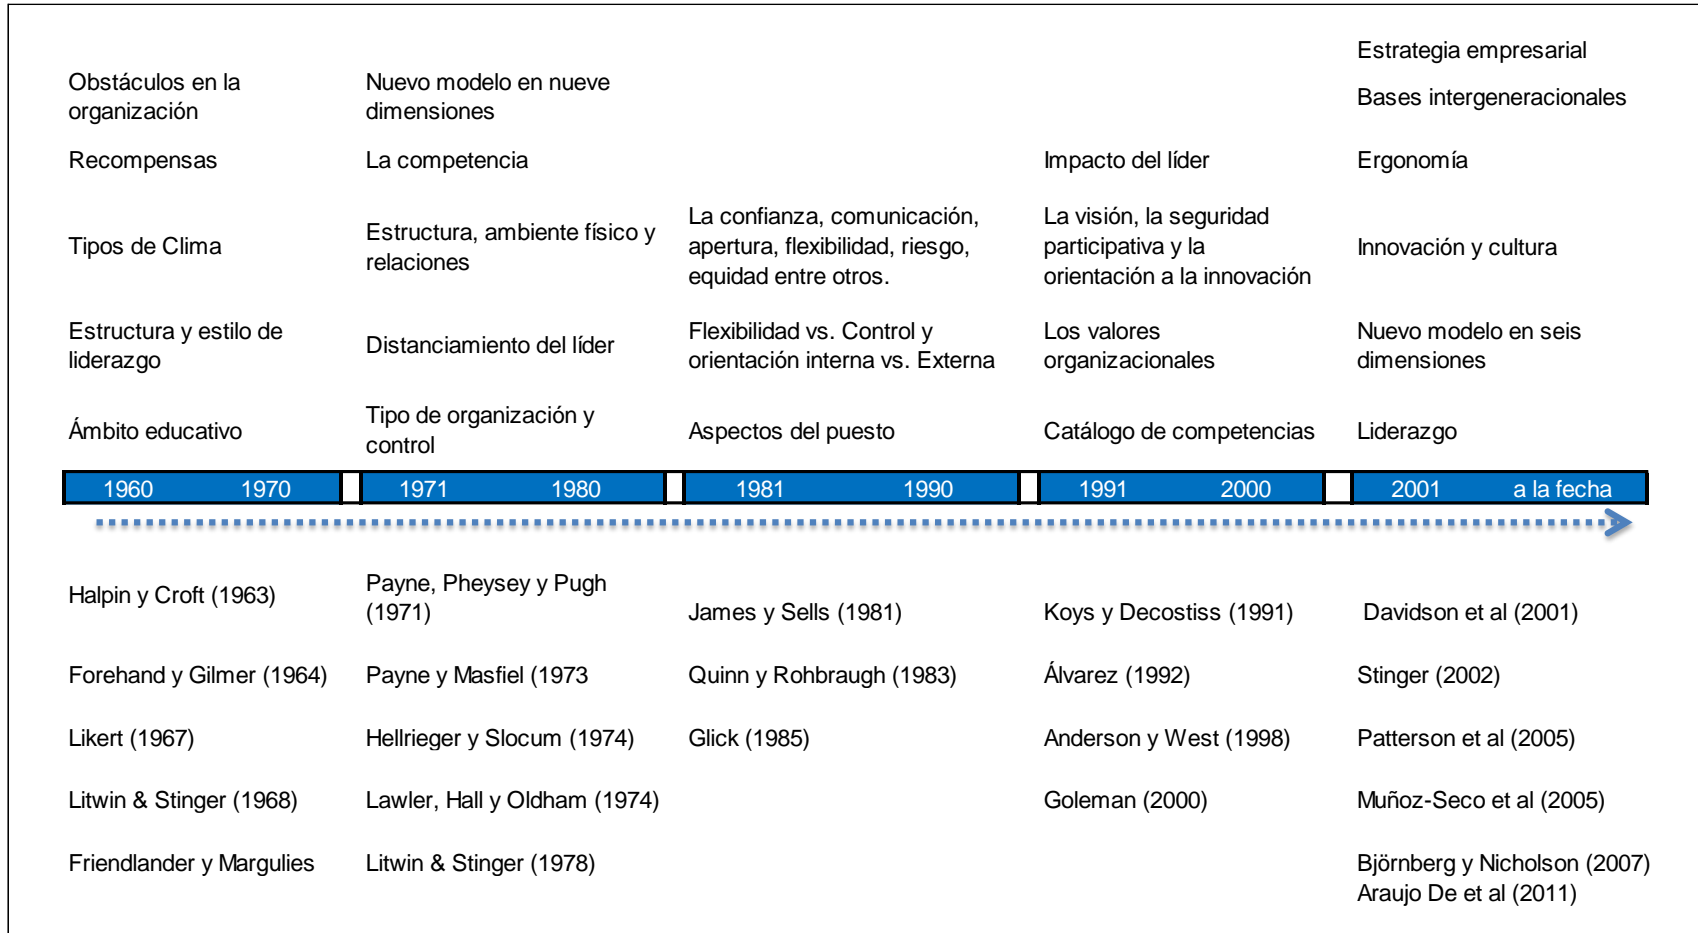 Estrategia empresarial
Obstáculos en la
organización
Nuevo modelo en nueve
dimensiones
Bases intergeneracionales
Recompensas
La competencia
Impacto del líder
Ergonomía
Tipos de Clima
Estructura, ambiente físico y
relaciones
La confianza, comunicación,
apertura, flexibilidad, riesgo,
equidad entre otros.
La visión, la seguridad
participativa y la
orientación a la innovación
Innovación y cultura
Estructura y estilo de
liderazgo
Distanciamiento del líder
Flexibilidad vs. Control y
orientación interna vs. Externa
Los valores
organizacionales
Nuevo modelo en seis
dimensiones
Ámbito educativo
Tipo de organización y
control
Aspectos del puesto
Catálogo de competencias
Liderazgo
1960 1970 1971 1980 1981 1990 1991 2000 2001 a la fecha
Halpin y Croft (1963)
Payne, Pheysey y Pugh
(1971)
James y Sells (1981)
Koys y Decostiss (1991)
Davidson et al (2001)
Forehand y Gilmer (1964)
Payne y Masfiel (1973
Quinn y Rohbraugh (1983)
Álvarez (1992)
Stinger (2002)
Likert (1967)
Hellrieger y Slocum (1974)
Glick (1985)
Anderson y West (1998)
Patterson et al (2005)
Litwin & Stinger (1968)
Lawler, Hall y Oldham (1974)
Goleman (2000)
Muñoz-Seco et al (2005)
Friendlander y Margulies
Litwin & Stinger (1978)
Björnberg y Nicholson (2007)
Araujo De et al (2011)